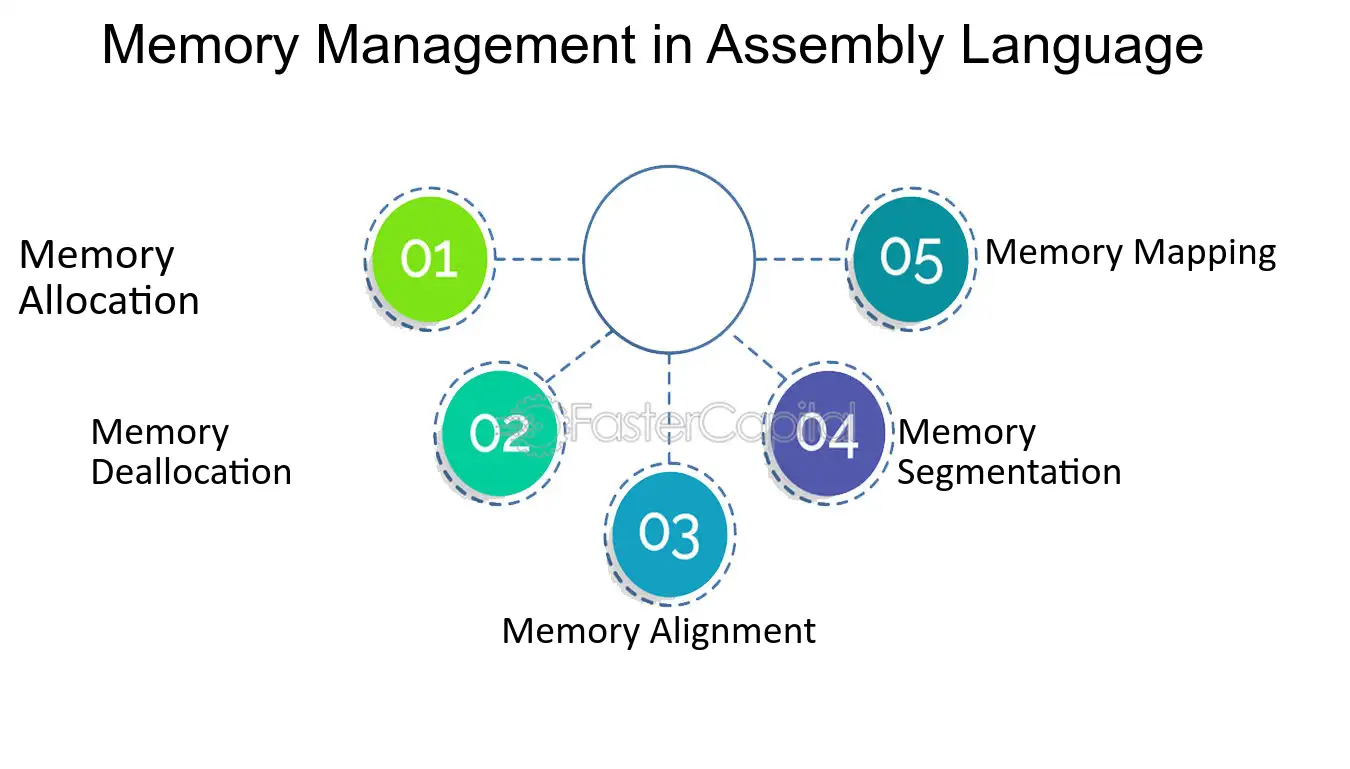 Memory Management in Assembly Language
01
Memory
Allocation
02
Memory
Deallocation
03
Memory Alignment
04
Memory
Segmentation
05
Memory Mapping
FasterCapital